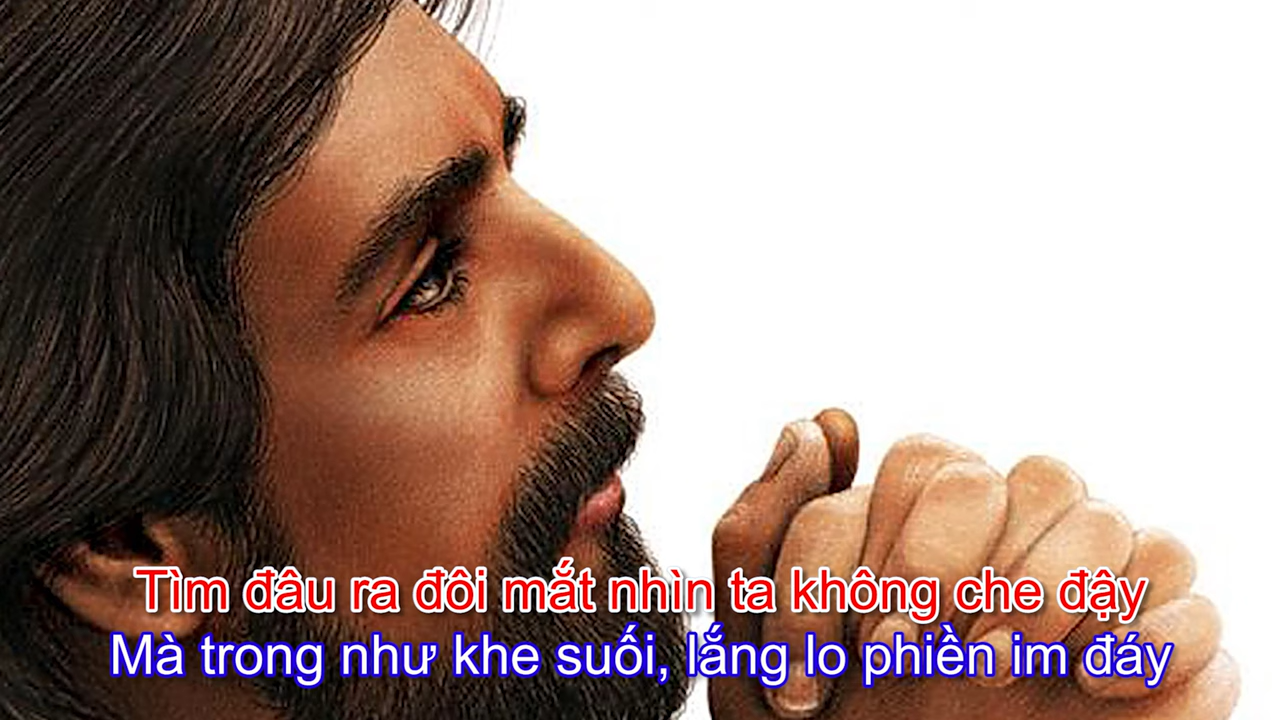 Tìm đâu ra đôi mắt nhìn ta không che đậy
Mà trong như khe suối, lắng lo phiền im đáy